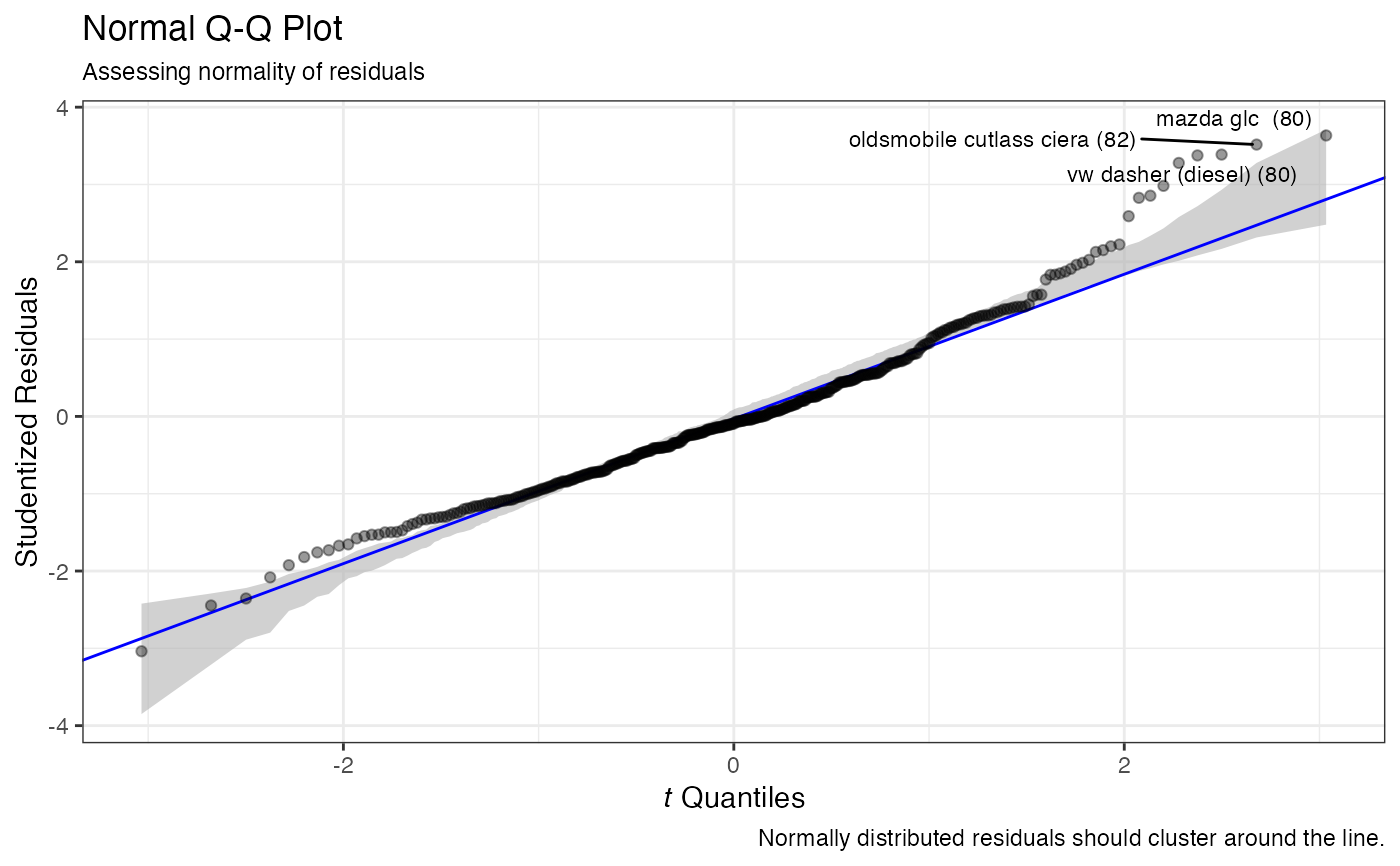 Normal Q-Q Plot
Assessing normality of residuals
4
2
0
-2
-4
Studentized Residuals
mazda glc  (80)
oldsmobile cutlass ciera (82)
vw dasher (diesel) (80)
-2
0
2
t Quantiles
Normally distributed residuals should cluster around the line.